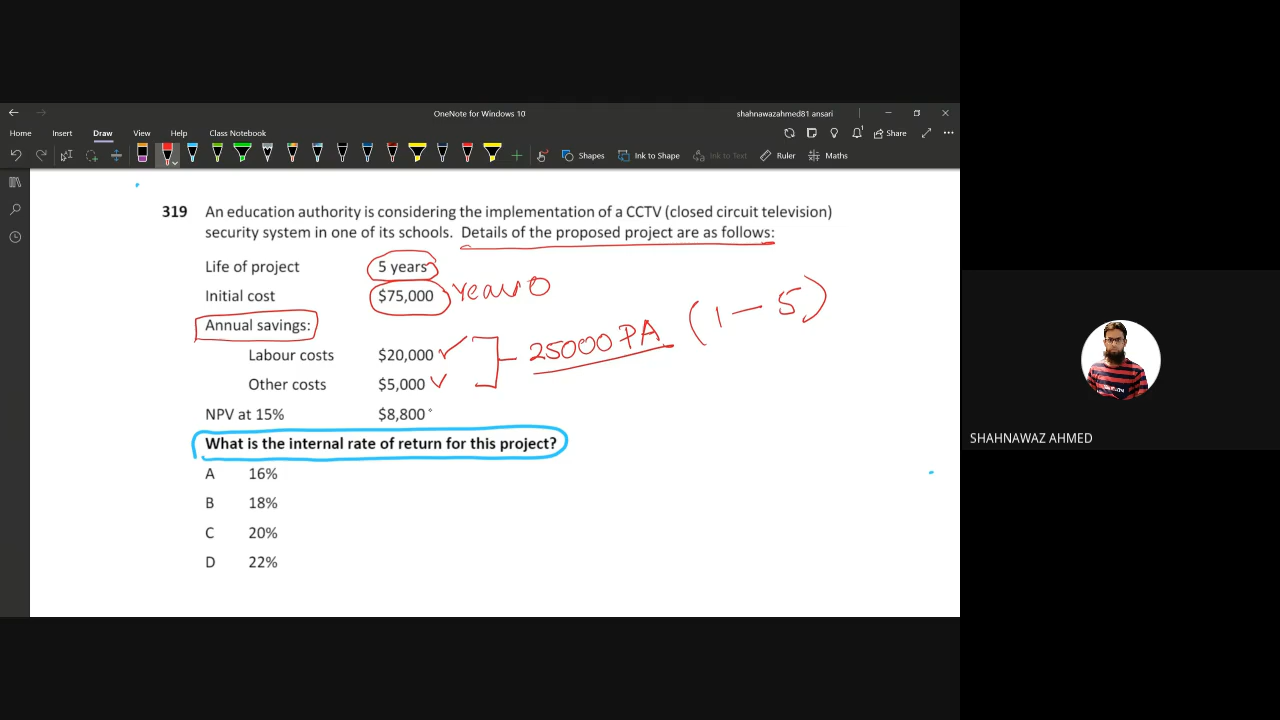 OneNote for Windows 10
shahnawazahmed81 ansari
Home Insert Draw View Help Class Notebook
Share
Shapes Ink to Shape Ink to Text Ruler Maths
319 An education authority is considering the implementation of a CCTV (closed circuit television)
security system in one of its schools. Details of the proposed project are as follows:
Life of project 5 years
Initial cost $75,000 Year 0
Annual savings:
Labour costs $20,000 25000 PA (1 — 5)
Other costs $5,000
NPV at 15% $8,800
What is the internal rate of return for this project?
A 16%
B 18%
C 20%
D 22%
SHAHNAWAZ AHMED